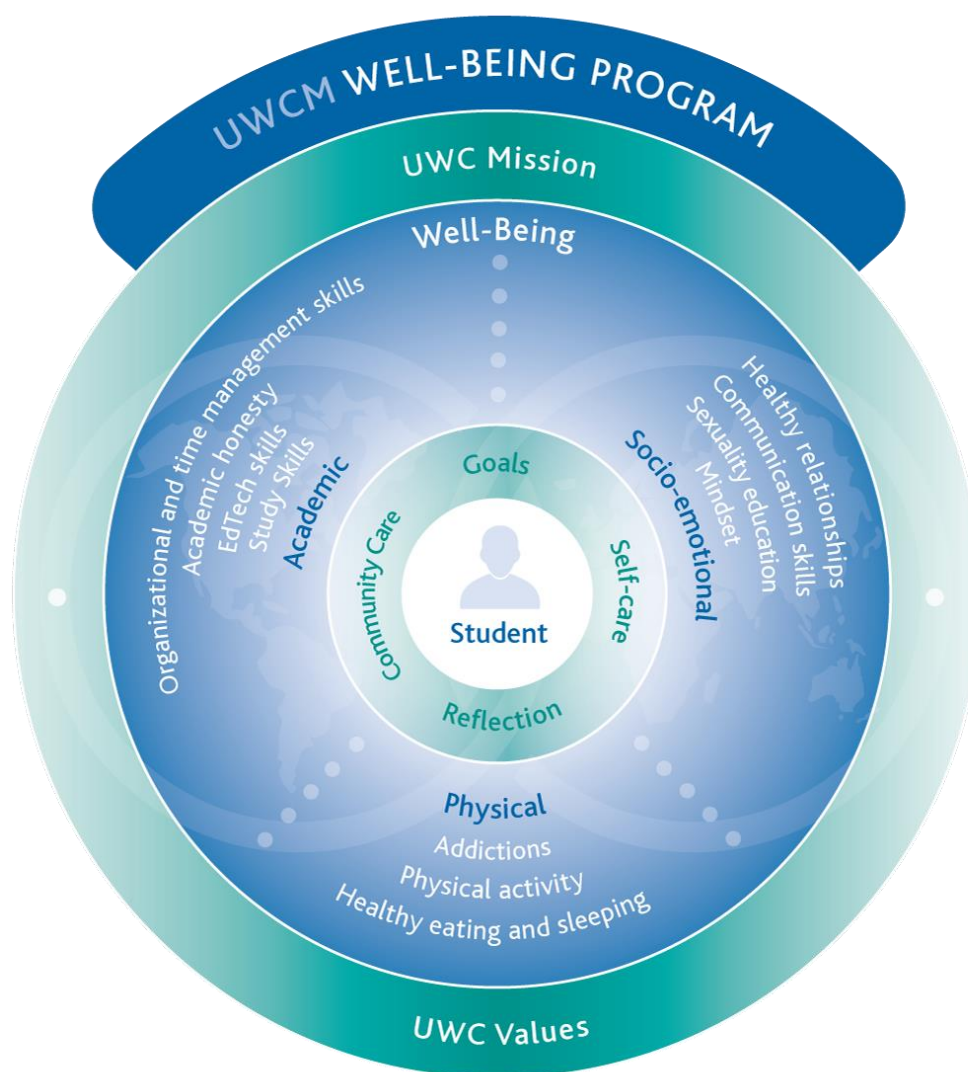 UWCM WELL-BEING PROGRAM
UWC Mission
Well-Being
Organizational and time management skills
Academic honesty
EdTech skills
Study Skills
Academic
Healthy relationships
Communication skills
Sexuality education
Mindset
Socio-emotional
Goals
Community Care
Self-care
Student
Reflection
Physical
Addictions
Physical activity
Healthy eating and sleeping
UWC Values